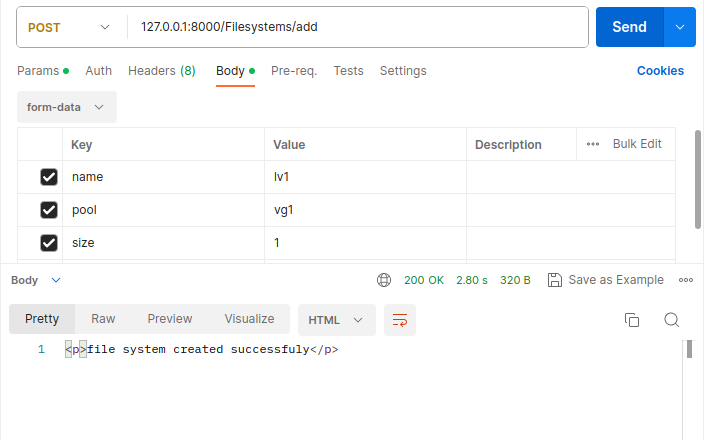 POST 127.0.0.1:8000/Filesystems/add Send
Params Auth Headers (8) Body Pre-req. Tests Settings Cookies
form-data
Key Value Description Bulk Edit
name lv1
pool vg1
size 1
Body 200 OK 2.80 s 320 B Save as Example
Pretty Raw Preview Visualize HTML
1 <p>file system created successfuly</p>